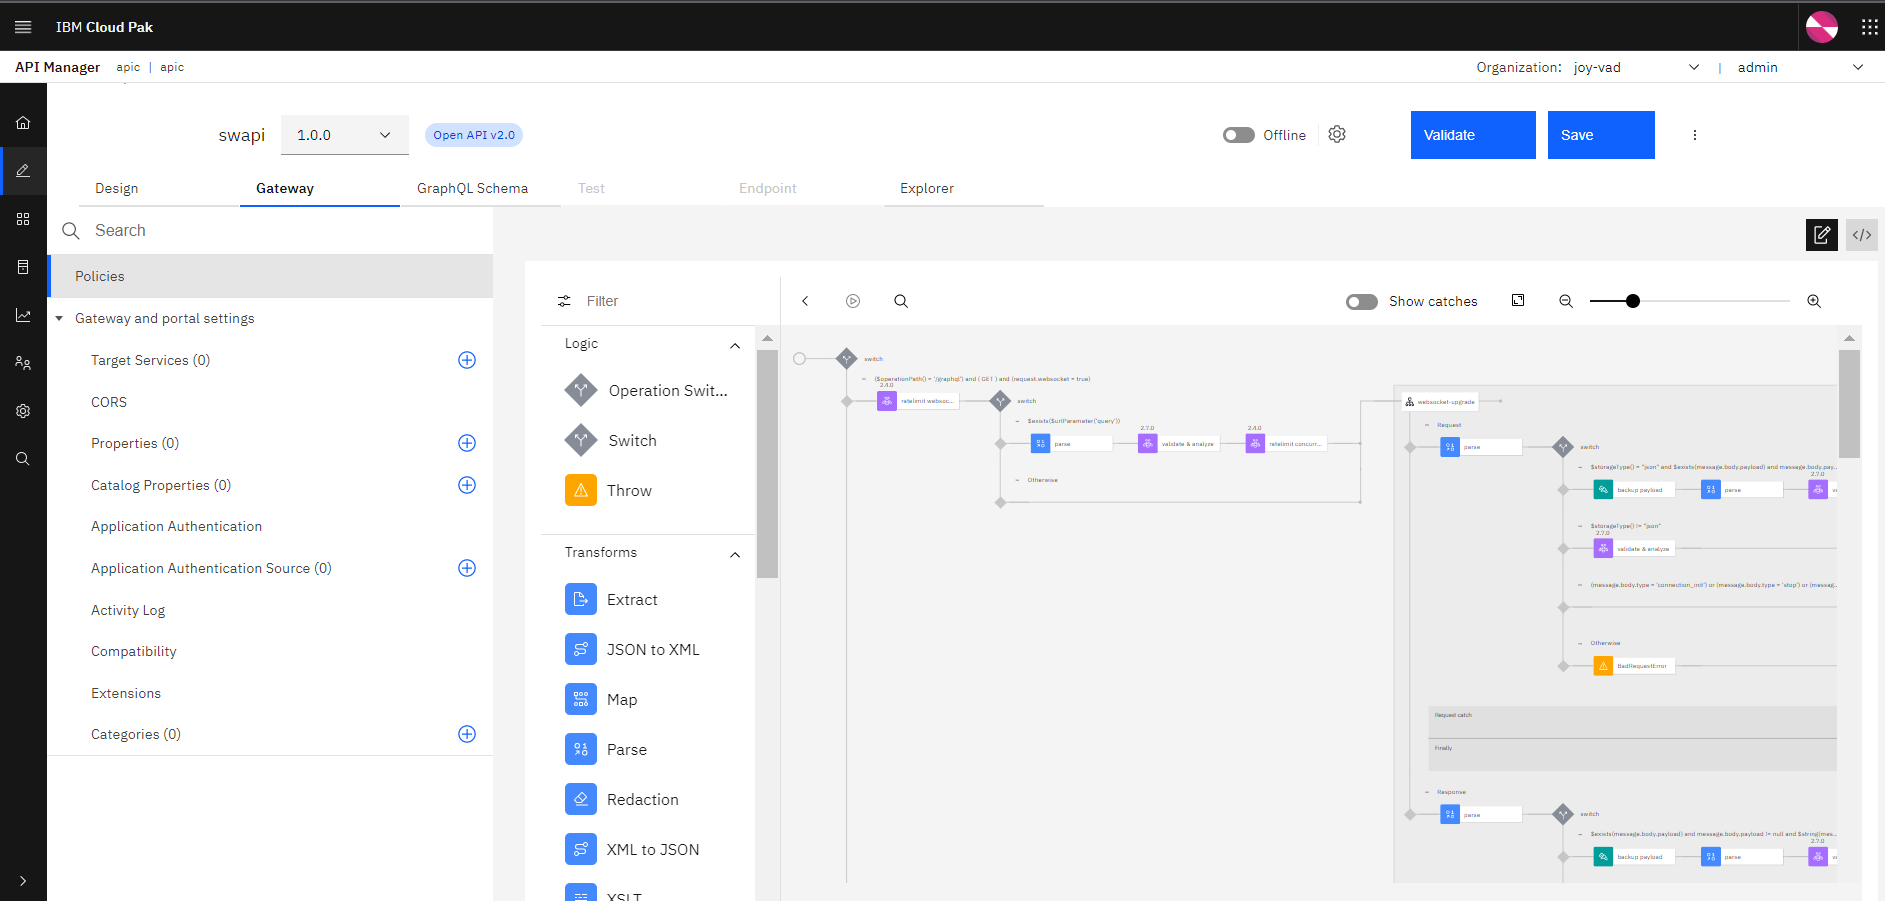 IBM Cloud Pak
API Manager apic | apic
Organization: joy-vad | admin
swapi 1.0.0 Open API v2.0
Offline Validate Save
Design Gateway GraphQL Schema Test Endpoint Explorer
Search
Policies
Gateway and portal settings
Target Services (0)
CORS
Properties (0)
Catalog Properties (0)
Application Authentication
Application Authentication Source (0)
Activity Log
Compatibility
Extensions
Categories (0)
Filter
Logic
Operation Swit...
Switch
Throw
Transforms
Extract
JSON to XML
Map
Parse
Redaction
XML to JSON
XSLT
Show catches
switch
($operationPath() = '/graphql') and ( GET ) and (request.websocket = true)
2.4.0
ratelimit websoc...
switch
$exists($urlParameter('query'))
parse
2.7.0
validate & analyze
2.4.0
ratelimit concurr...
Otherwise
websocket-upgrade
Request
parse
switch
$storageType() = "json" and $exists(message.body.payload) and message.body.pay...
2.7.0
backup payload
parse
$storageType() != "json"
2.7.0
validate & analyze
(message.body.type = 'connection_init') or (message.body.type = 'stop') or (messag...
Otherwise
BadRequestError
Request catch
Finally
Response
parse
switch
$exists(message.body.payload) and message.body.payload != null and $string(mes...
2.7.0
backup payload
parse